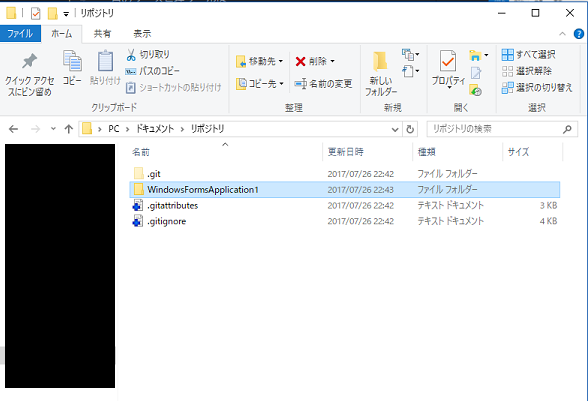 リポジトリ
ファイル ホーム 共有 表示
クイック アクセスにピン留め
コピー
貼り付け
切り取り
パスのコピー
ショートカットの貼り付け
クリップボード
移動先
コピー先
削除
名前の変更
整理
新しいフォルダー
新規
プロパティ
開く
すべて選択
選択解除
選択の切り替え
選択
PC > ドキュメント > リポジトリ
リポジトリの検索
名前 更新日時 種類 サイズ
.git 2017/07/26 22:42 ファイル フォルダー
WindowsFormsApplication1 2017/07/26 22:43 ファイル フォルダー
.gitattributes 2017/07/26 22:42 テキスト ドキュメント 3 KB
.gitignore 2017/07/26 22:42 テキスト ドキュメント 4 KB